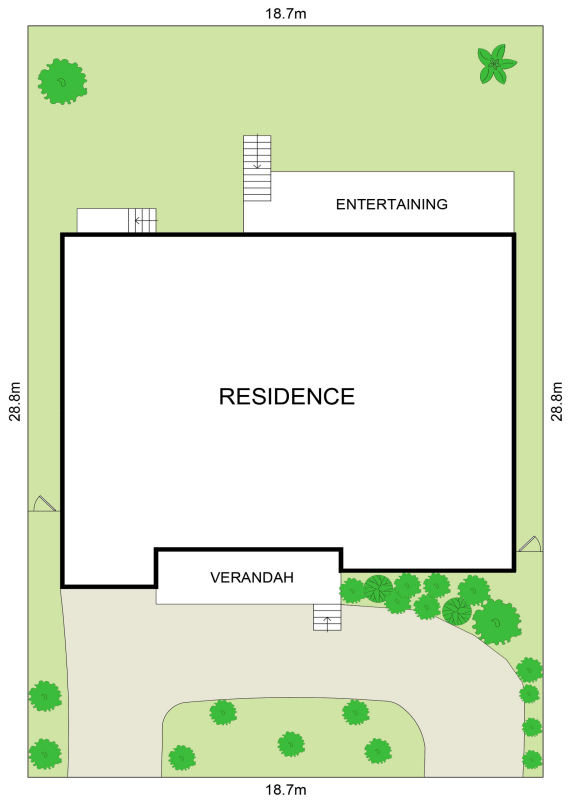 18.7m
ENTERTAINING
RESIDENCE
28.8m
28.8m
VERANDAH
18.7m